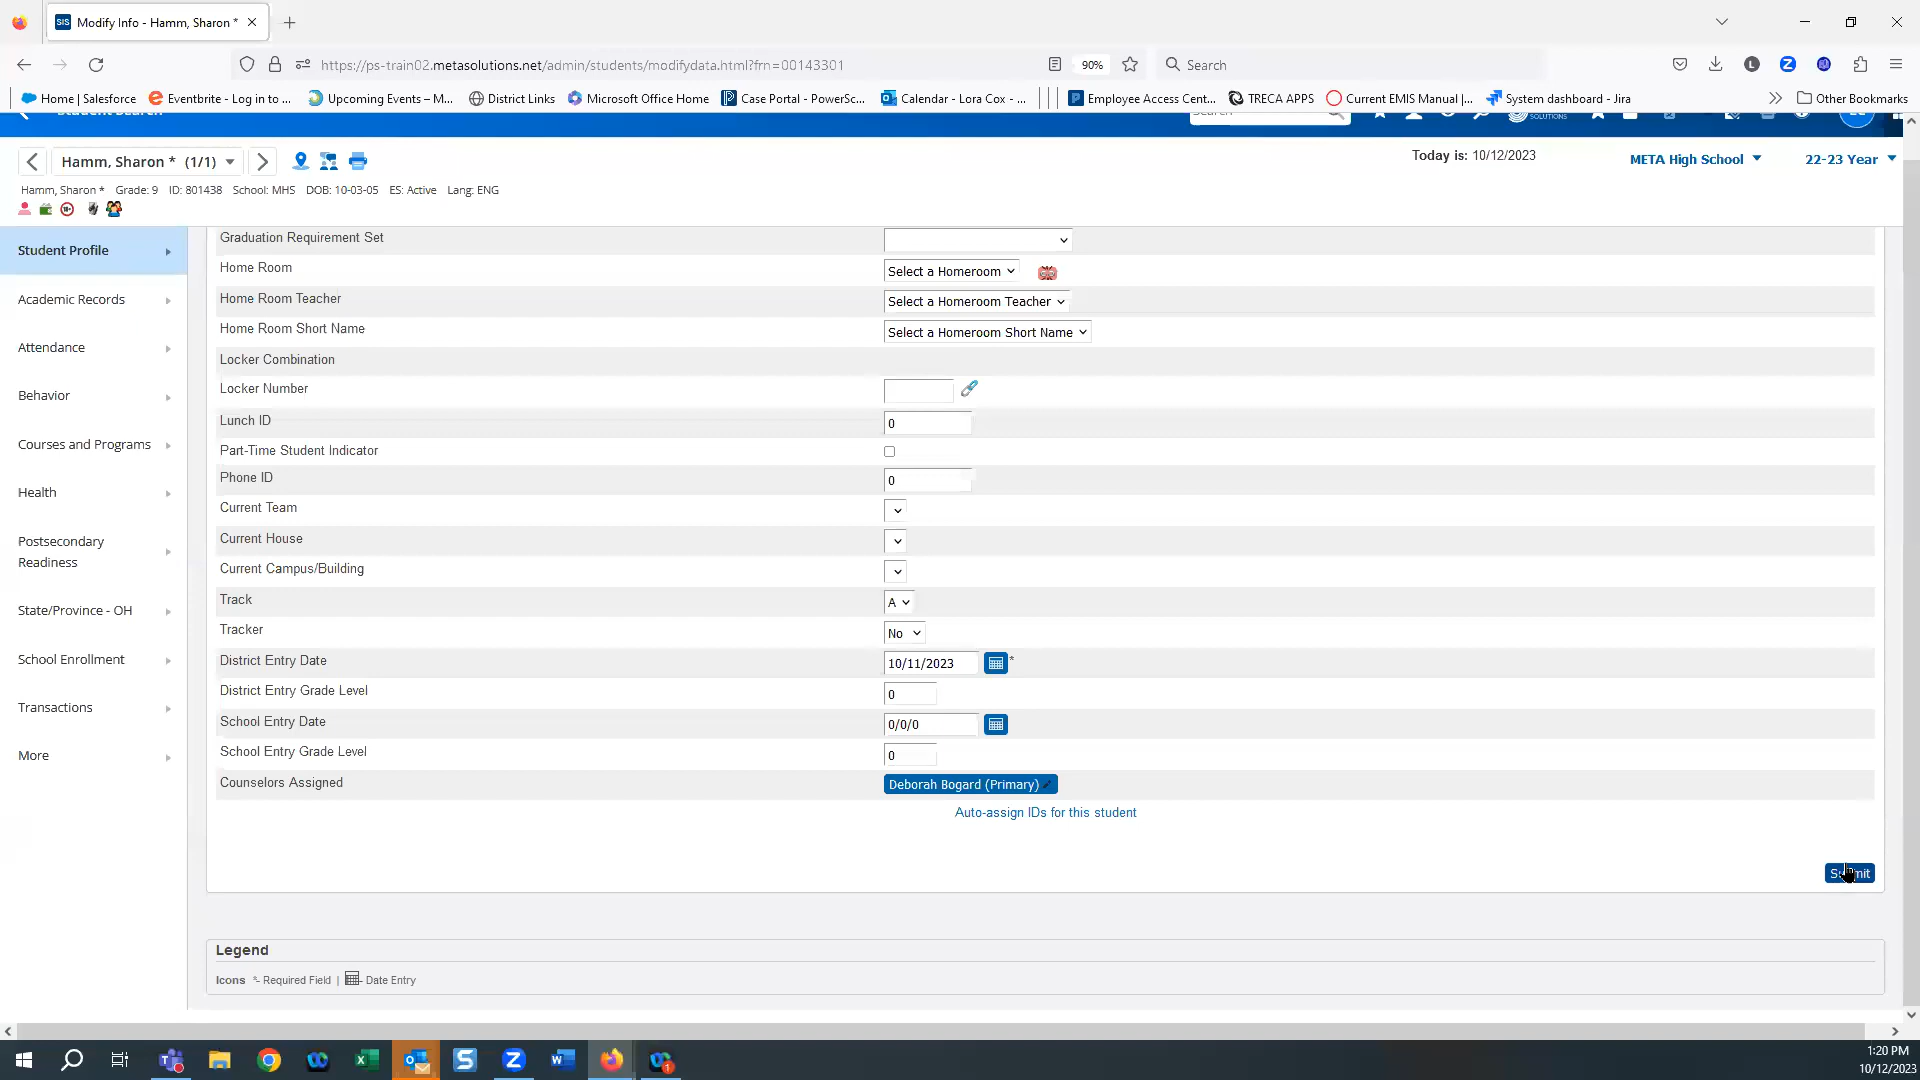 Modify Info - Hamm, Sharon *
https://ps-train02.metasolutions.net/admin/students/modifydata.html?frn=00143301
90%
Search
Home | Salesforce
Eventbrite - Log in to ...
Upcoming Events – M...
District Links
Microsoft Office Home
Case Portal - PowerSc...
Calendar - Lora Cox - ...
Employee Access Cent...
TRECA APPS
Current EMIS Manual |...
System dashboard - Jira
Other Bookmarks
Student Search
Search
SOLUTIONS
Hamm, Sharon * (1/1)
Today is: 10/12/2023
META High School
22-23 Year
Hamm, Sharon * Grade: 9 ID: 801438 School: MHS DOB: 10-03-05 ES: Active Lang: ENG
Student Profile
Academic Records
Attendance
Behavior
Courses and Programs
Health
Postsecondary
Readiness
State/Province - OH
School Enrollment
Transactions
More
Graduation Requirement Set
Home Room
Select a Homeroom
Home Room Teacher
Select a Homeroom Teacher
Home Room Short Name
Select a Homeroom Short Name
Locker Combination
Locker Number
Lunch ID
0
Part-Time Student Indicator
Phone ID
0
Current Team
Current House
Current Campus/Building
Track
A
Tracker
No
District Entry Date
10/11/2023
*
District Entry Grade Level
0
School Entry Date
0/0/0
School Entry Grade Level
0
Counselors Assigned
Deborah Bogard (Primary)
Auto-assign IDs for this student
Submit
Legend
Icons *- Required Field | - Date Entry
1:20 PM
10/12/2023